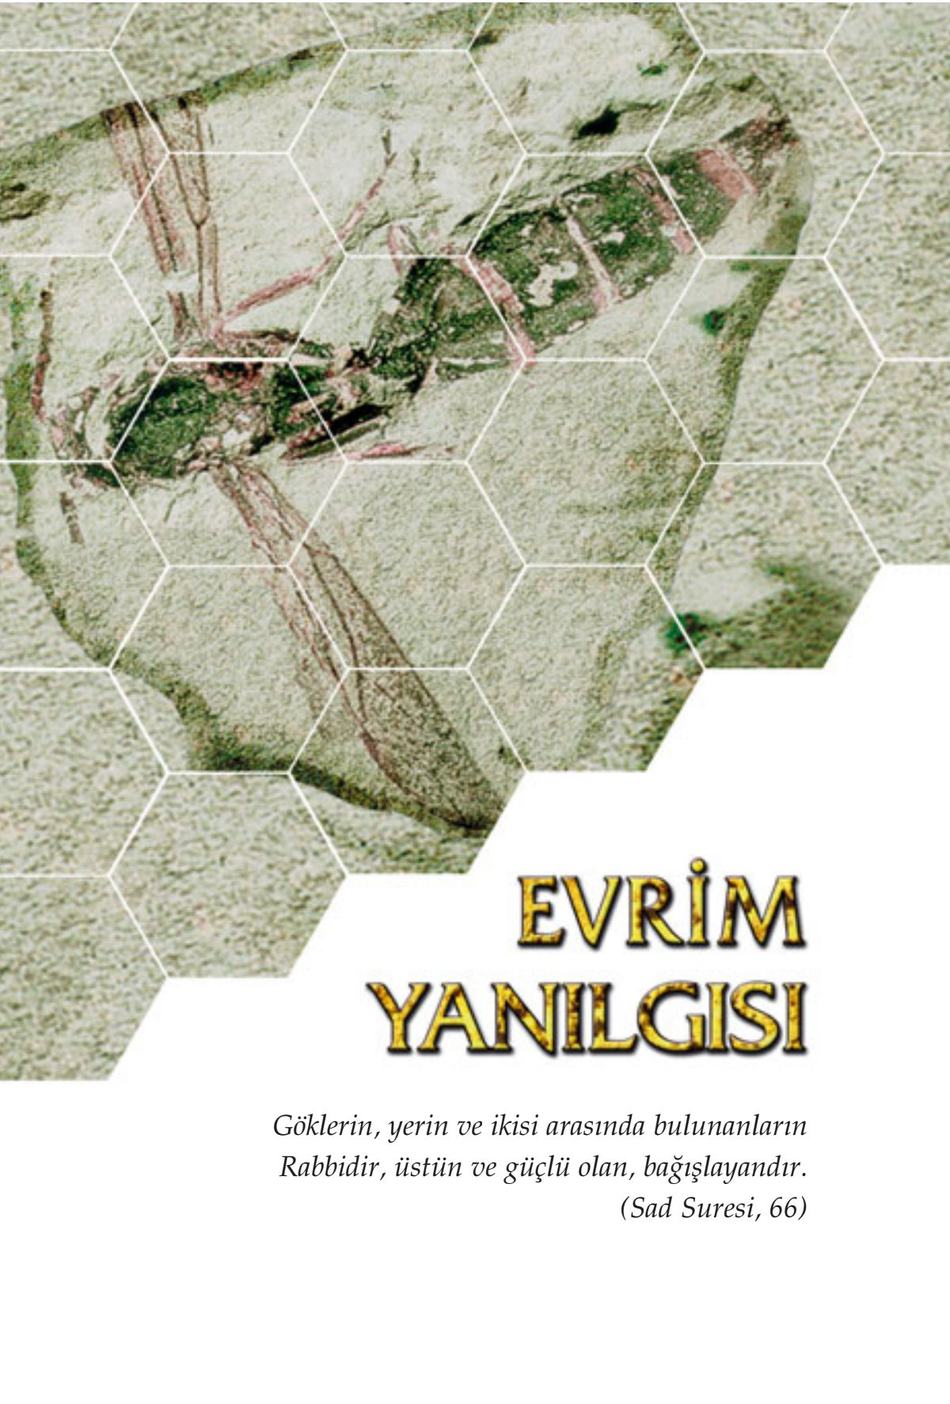 EVRİM
YANILGISI
Göklerin, yerin ve ikisi arasında bulunanların
Rabbidir, üstün ve güçlü olan, bağışlayandır.
(Sad Suresi, 66)